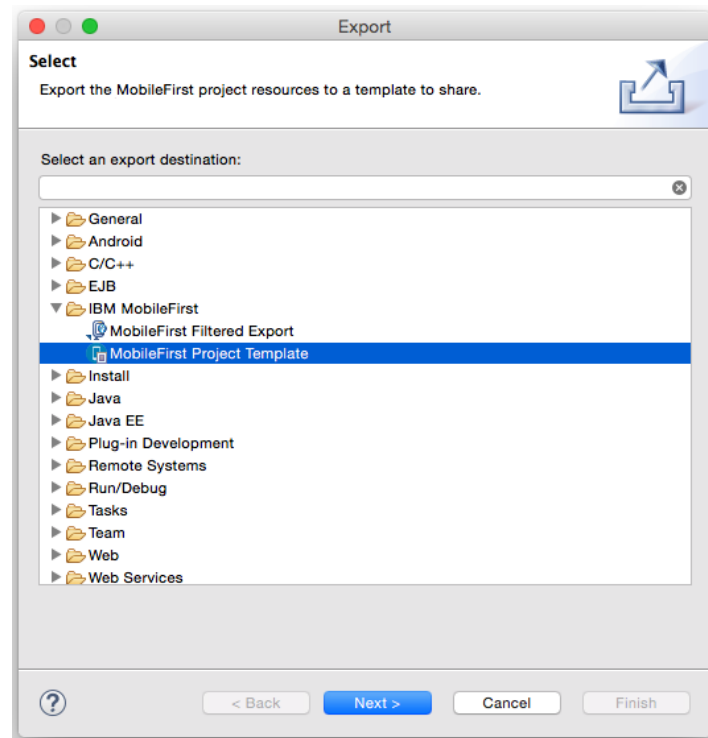 Export
Select
Export the MobileFirst project resources to a template to share.
Select an export destination:
General
Android
C/C++
EJB
IBM MobileFirst
MobileFirst Filtered Export
MobileFirst Project Template
Install
Java
Java EE
Plug-in Development
Remote Systems
Run/Debug
Tasks
Team
Web
Web Services
? < Back Next > Cancel Finish